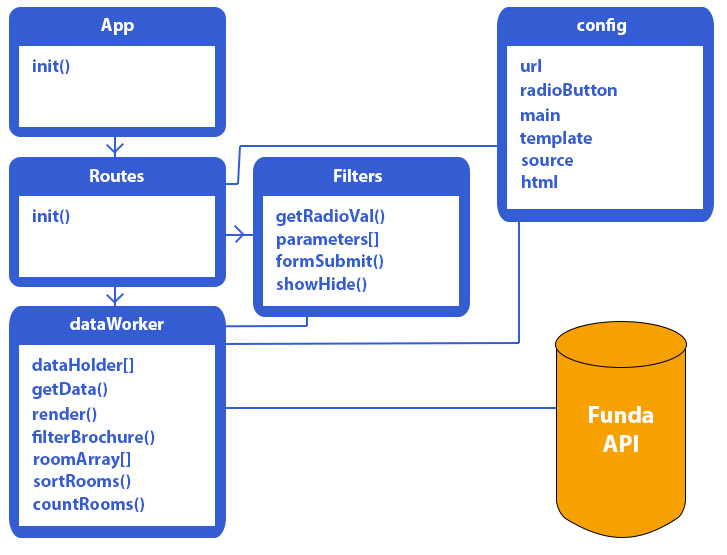 App
init()
config
url
radioButton
main
template
source
html
Routes
init()
Filters
getRadioVal()
parameters[]
formSubmit()
showHide()
dataWorker
dataHolder[]
getData()
render()
filterBrochure()
roomArray[]
sortRooms()
countRooms()
Funda
API